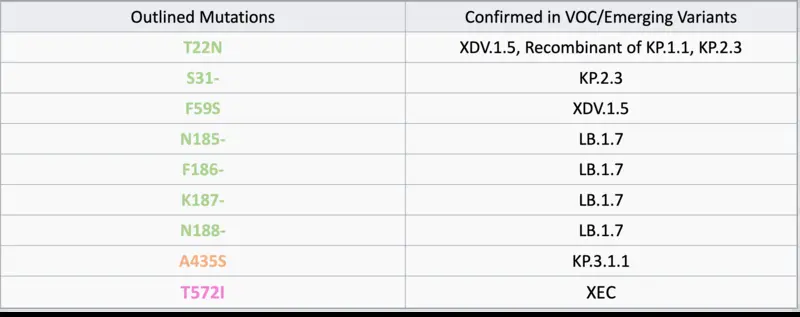 Outlined Mutations Confirmed in VOC/Emerging Variants
T22N XDV.1.5, Recombinant of KP.1.1, KP.2.3
S31- KP.2.3
F59S XDV.1.5
N185- LB.1.7
F186- LB.1.7
K187- LB.1.7
N188- LB.1.7
A435S KP.3.1.1
T572I XEC